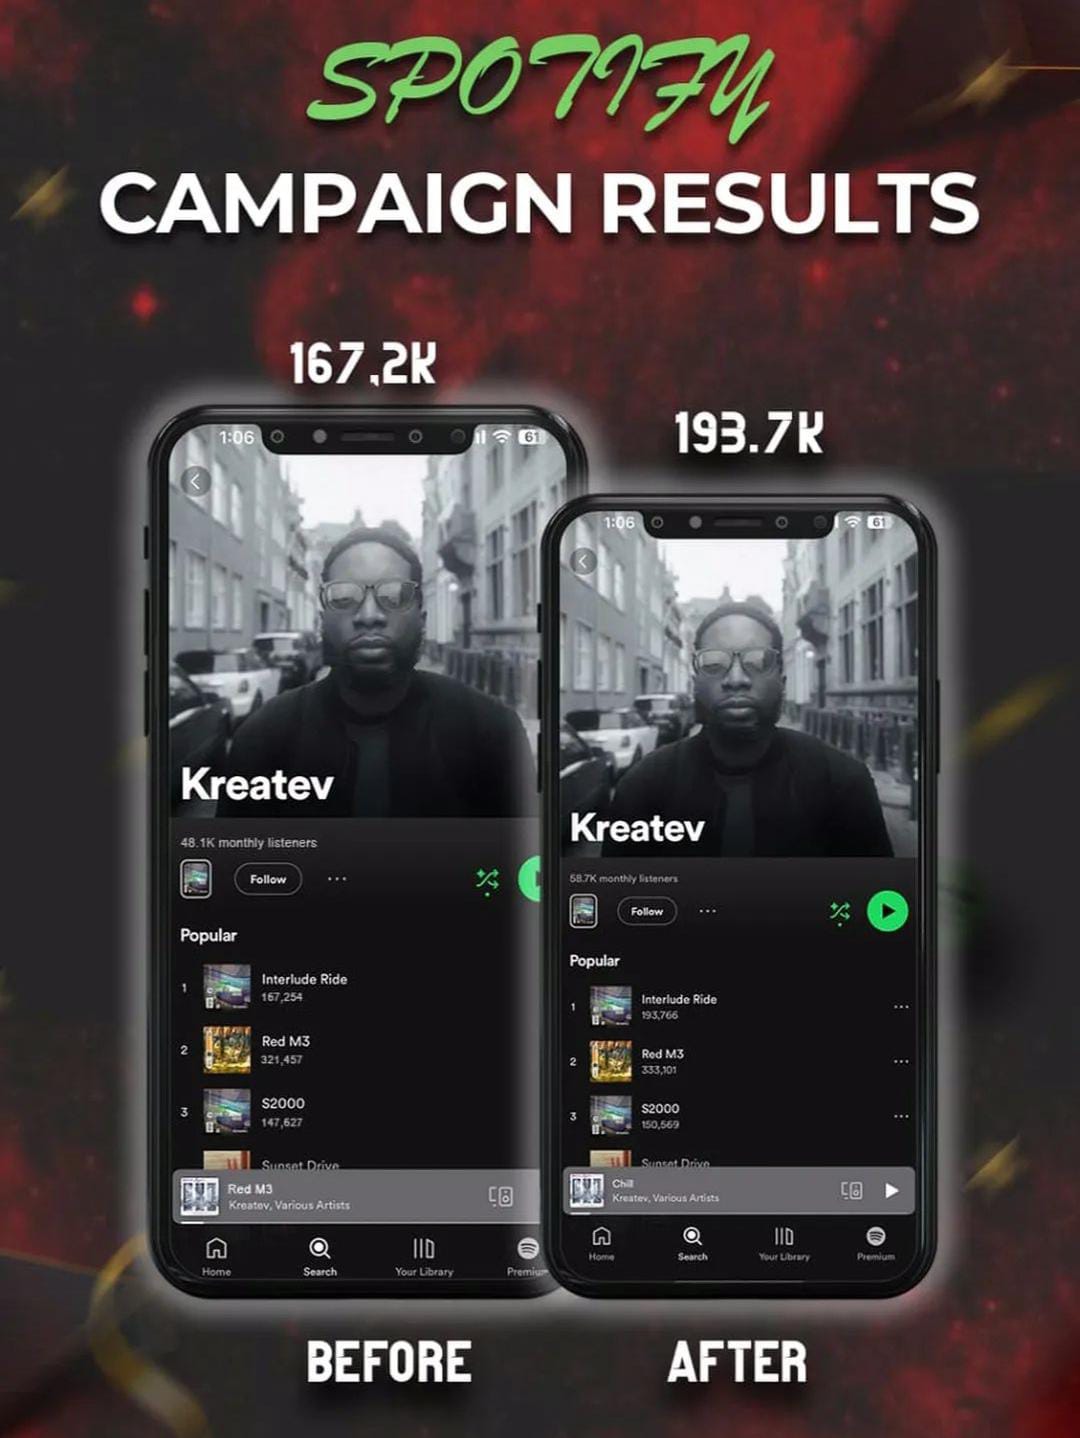 SPOTIFY
CAMPAIGN RESULTS
167,2K
1:06
61
Kreatev
48.1K monthly listeners
Follow
Popular
1
Interlude Ride
167,254
2
Red M3
321,457
3
S2000
147,627
Sunset Drive
Red M3
Kreatev, Various Artists
Home
Search
Your Library
Premium
BEFORE
193.7K
1:06
61
Kreatev
58.7K monthly listeners
Follow
Popular
1
Interlude Ride
193,766
2
Red M3
333,101
3
S2000
150,569
Sunset Drive
Chill
Kreatev, Various Artists
Home
Search
Your Library
Premium
AFTER